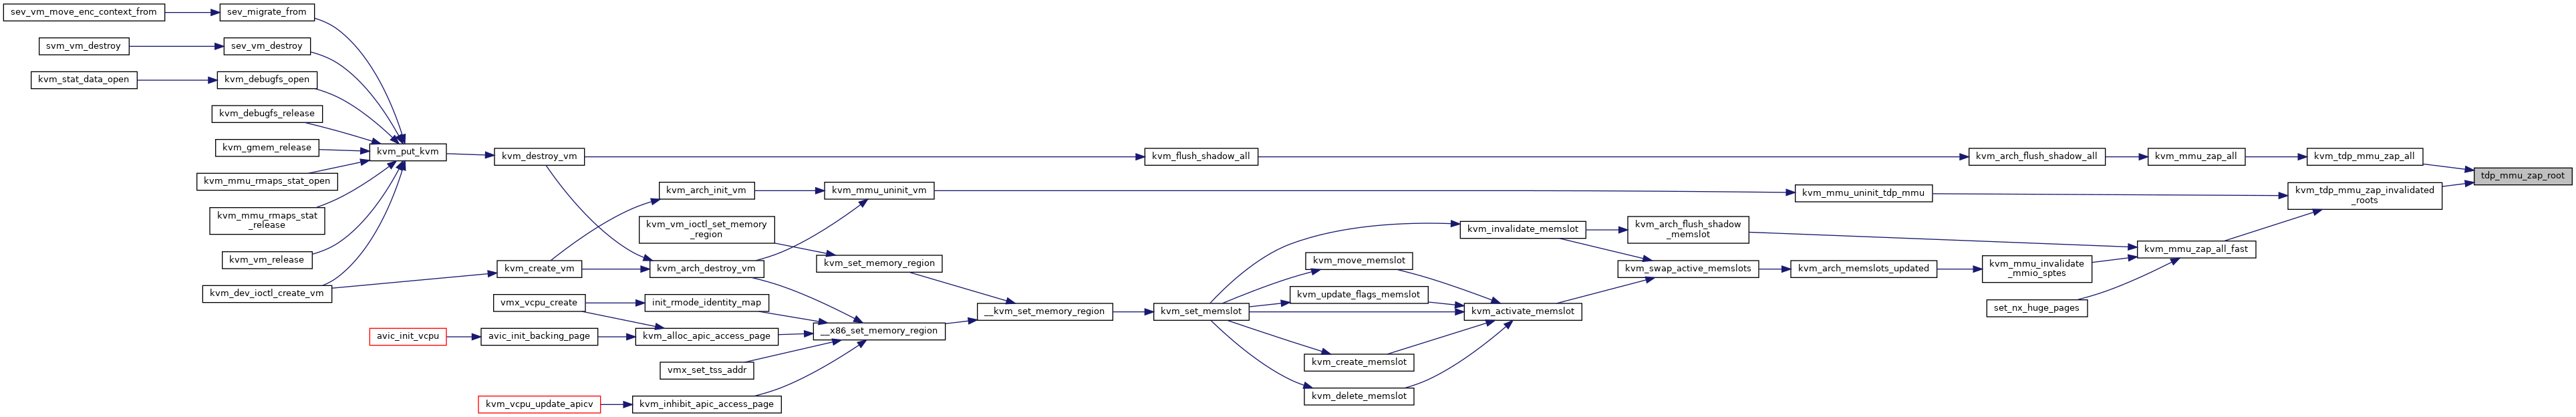 sev_vm_move_enc_context_from
sev_migrate_from
svm_vm_destroy
sev_vm_destroy
kvm_stat_data_open
kvm_debugfs_open
kvm_debugfs_release
kvm_gmem_release
kvm_put_kvm
kvm_mmu_rmaps_stat_open
kvm_mmu_rmaps_stat
_release
kvm_vm_release
kvm_dev_ioctl_create_vm
kvm_destroy_vm
kvm_flush_shadow_all
kvm_arch_flush_shadow_all
kvm_mmu_zap_all
kvm_tdp_mmu_zap_all
tdp_mmu_zap_root
kvm_arch_init_vm
kvm_mmu_uninit_vm
kvm_mmu_uninit_tdp_mmu
kvm_tdp_mmu_zap_invalidated
_roots
kvm_vm_ioctl_set_memory
_region
kvm_set_memory_region
kvm_create_vm
kvm_arch_destroy_vm
vmx_vcpu_create
init_rmode_identity_map
avic_init_vcpu
avic_init_backing_page
kvm_alloc_apic_access_page
__x86_set_memory_region
vmx_set_tss_addr
kvm_vcpu_update_apicv
kvm_inhibit_apic_access_page
__kvm_set_memory_region
kvm_set_memslot
kvm_move_memslot
kvm_update_flags_memslot
kvm_create_memslot
kvm_delete_memslot
kvm_activate_memslot
kvm_invalidate_memslot
kvm_arch_flush_shadow
_memslot
kvm_swap_active_memslots
kvm_arch_memslots_updated
kvm_mmu_invalidate
_mmio_sptes
kvm_mmu_zap_all_fast
set_nx_huge_pages